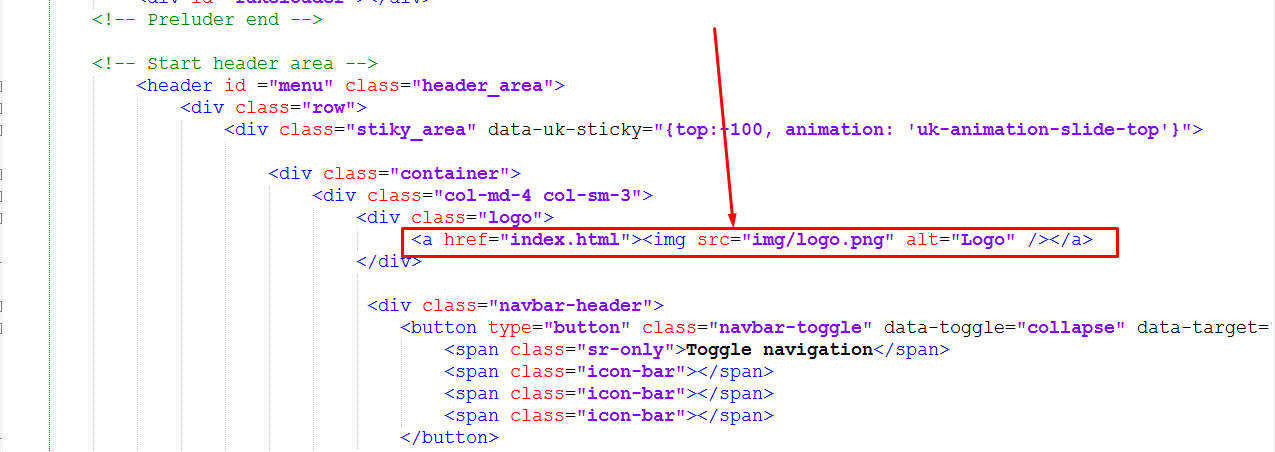 <!-- Preluder end -->
<!-- Start header area -->
<header id ="menu" class="header_area">
<div class="row">
<div class="stiky_area" data-uk-sticky="{top:-100, animation: 'uk-animation-slide-top'}">
<div class="container">
<div class="col-md-4 col-sm-3">
<div class="logo">
<a href="index.html"><img src="img/logo.png" alt="Logo" /></a>
</div>
<div class="navbar-header">
<button type="button" class="navbar-toggle" data-toggle="collapse" data-target='
<span class="sr-only">Toggle navigation</span>
<span class="icon-bar"></span>
<span class="icon-bar"></span>
<span class="icon-bar"></span>
</button>